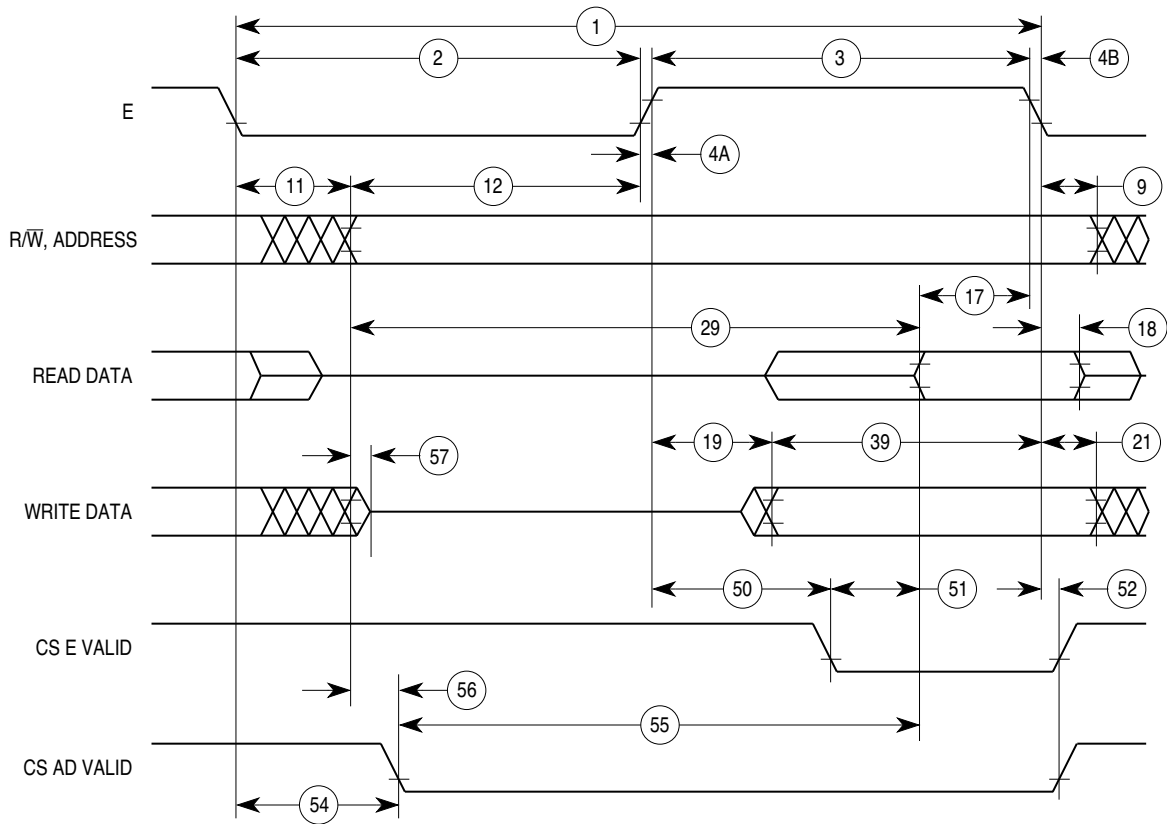 1
2
3
4B
E
4A
11
12
9
R/W̅, ADDRESS
17
29
18
READ DATA
19
39
21
57
WRITE DATA
50
51
52
CS E VALID
56
55
CS AD VALID
54